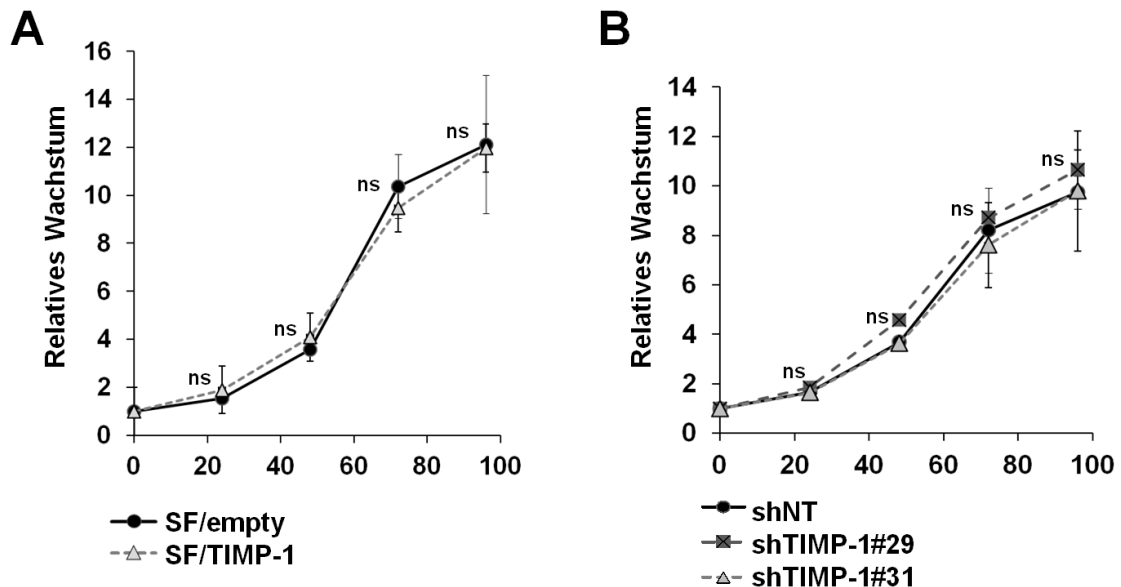 A
Relatives Wachstum
16
14
12
10
8
6
4
2
0
ns
ns
ns
ns
0 20 40 60 80 100
SF/empty
SF/TIMP-1
B
Relatives Wachstum
14
12
10
8
6
4
2
0
ns
ns
ns
ns
0 20 40 60 80 100
shNT
shTIMP-1#29
shTIMP-1#31